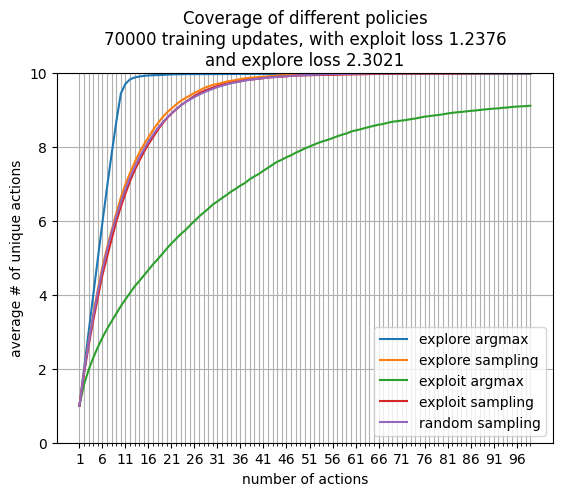 Coverage of different policies
70000 training updates, with exploit loss 1.2376
and explore loss 2.3021
average # of unique actions
10
8
6
4
2
0
explore argmax
explore sampling
exploit argmax
exploit sampling
random sampling
1 6 11 16 21 26 31 36 41 46 51 56 61 66 71 76 81 86 91 96
number of actions